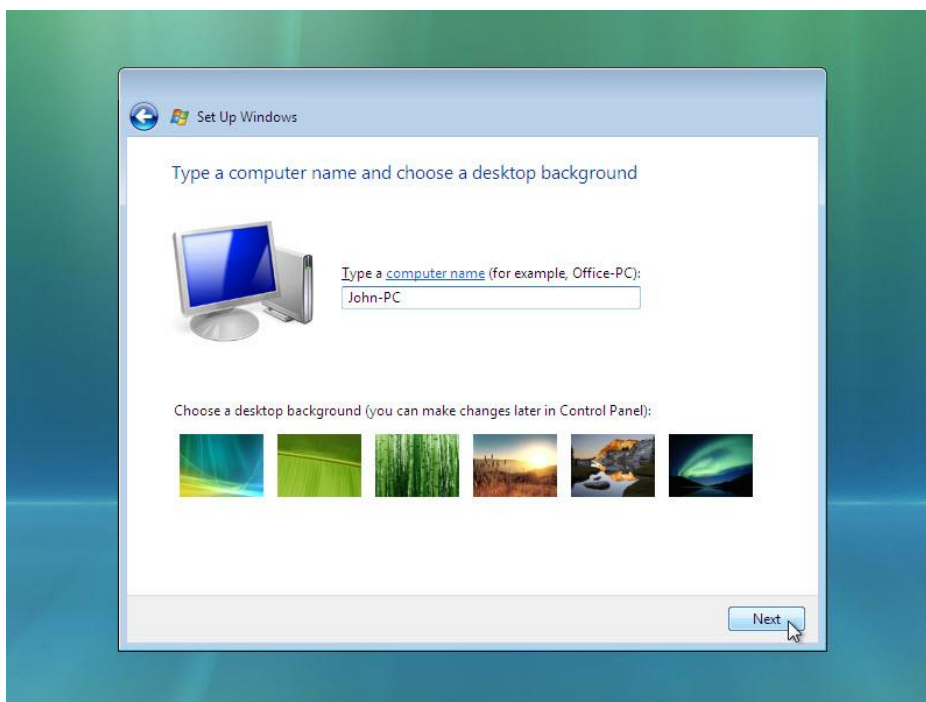 Set Up Windows
Type a computer name and choose a desktop background
Type a computer name (for example, Office-PC):
John-PC
Choose a desktop background (you can make changes later in Control Panel):
Next